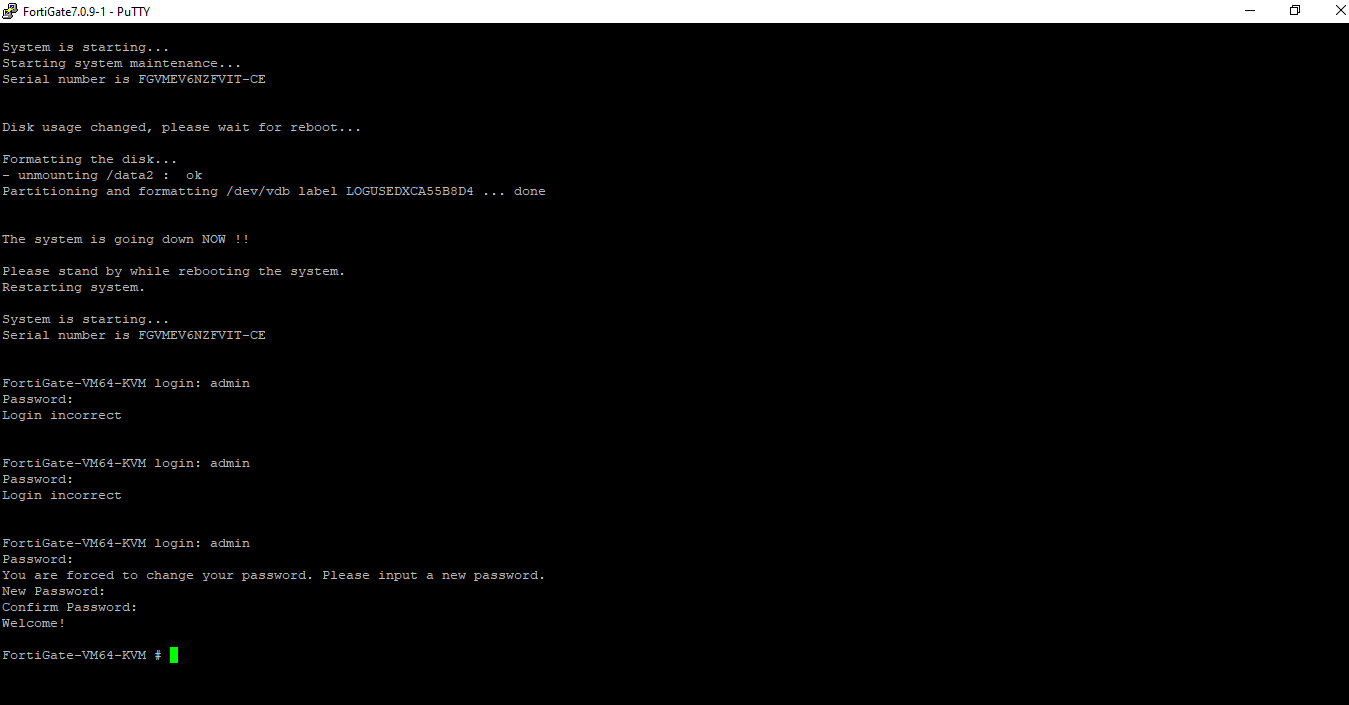 FortiGate7.0.9-1 - PuTTY
System is starting...
Starting system maintenance...
Serial number is FGVMEV6NZFVIT-CE
Disk usage changed, please wait for reboot...
Formatting the disk...
- unmounting /data2 :  ok
Partitioning and formatting /dev/vdb label LOGUSEDXCA55B8D4 ... done
The system is going down NOW !!
Please stand by while rebooting the system.
Restarting system.
System is starting...
Serial number is FGVMEV6NZFVIT-CE
FortiGate-VM64-KVM login: admin
Password:
Login incorrect
FortiGate-VM64-KVM login: admin
Password:
Login incorrect
FortiGate-VM64-KVM login: admin
Password:
You are forced to change your password. Please input a new password.
New Password:
Confirm Password:
Welcome!
FortiGate-VM64-KVM #